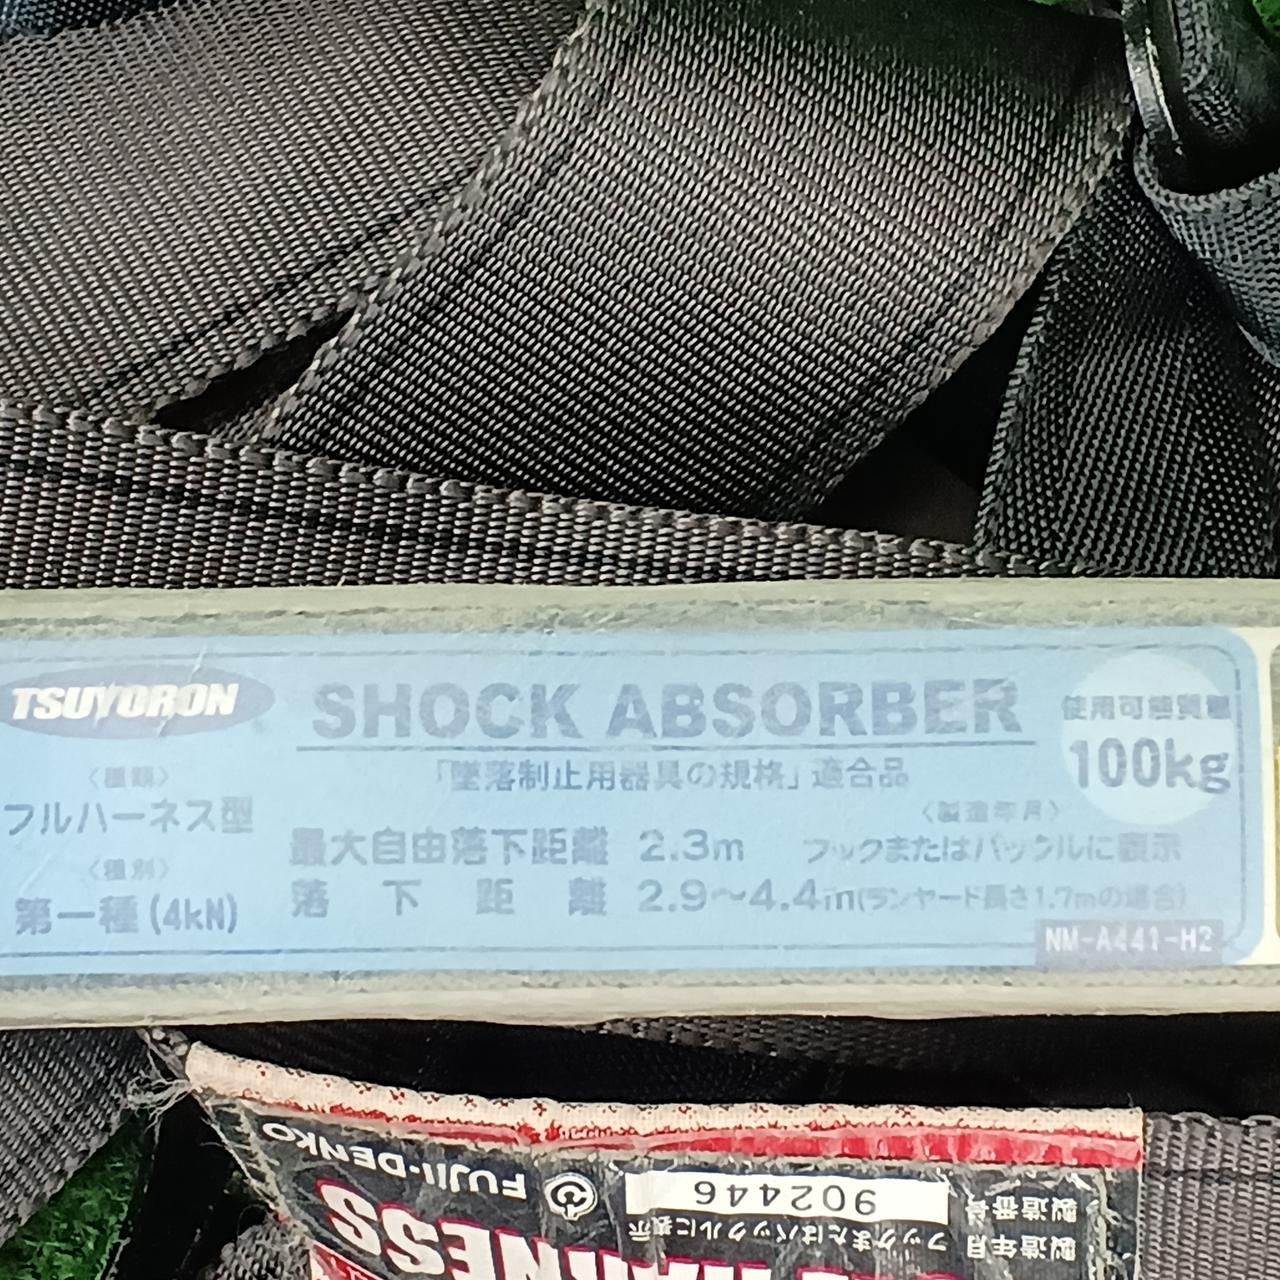 TSUYORON
SHOCK ABSORBER
使用可能質量
100kg
〈種類〉
フルハーネス型
〈種別〉
第一種(4kN)
「墜落制止用器具の規格」適合品
〈製造年月〉
最大自由落下距離 2.3m フックまたはバックルに表示
落下距離 2.9～4.4m(ランヤード長さ1.7mの場合)
NM-A441-H2
FUJII-DENKO
HARNESS
製造番号 902446
製造年月 フックまたはバックルに表示